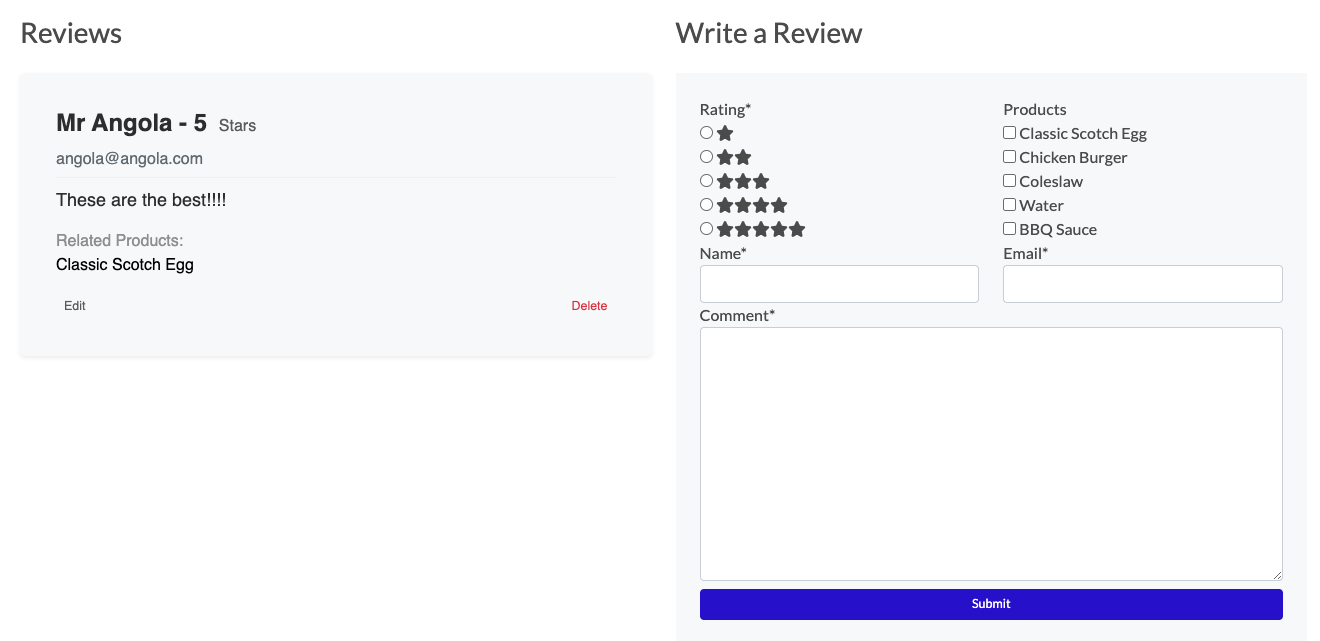 Reviews
Mr Angola - 5 Stars
angola@angola.com
These are the best!!!!
Related Products:
Classic Scotch Egg
Edit
Delete
Write a Review
Rating*
Products
Classic Scotch Egg
Chicken Burger
Coleslaw
Water
BBQ Sauce
Name*
Email*
Comment*
Submit